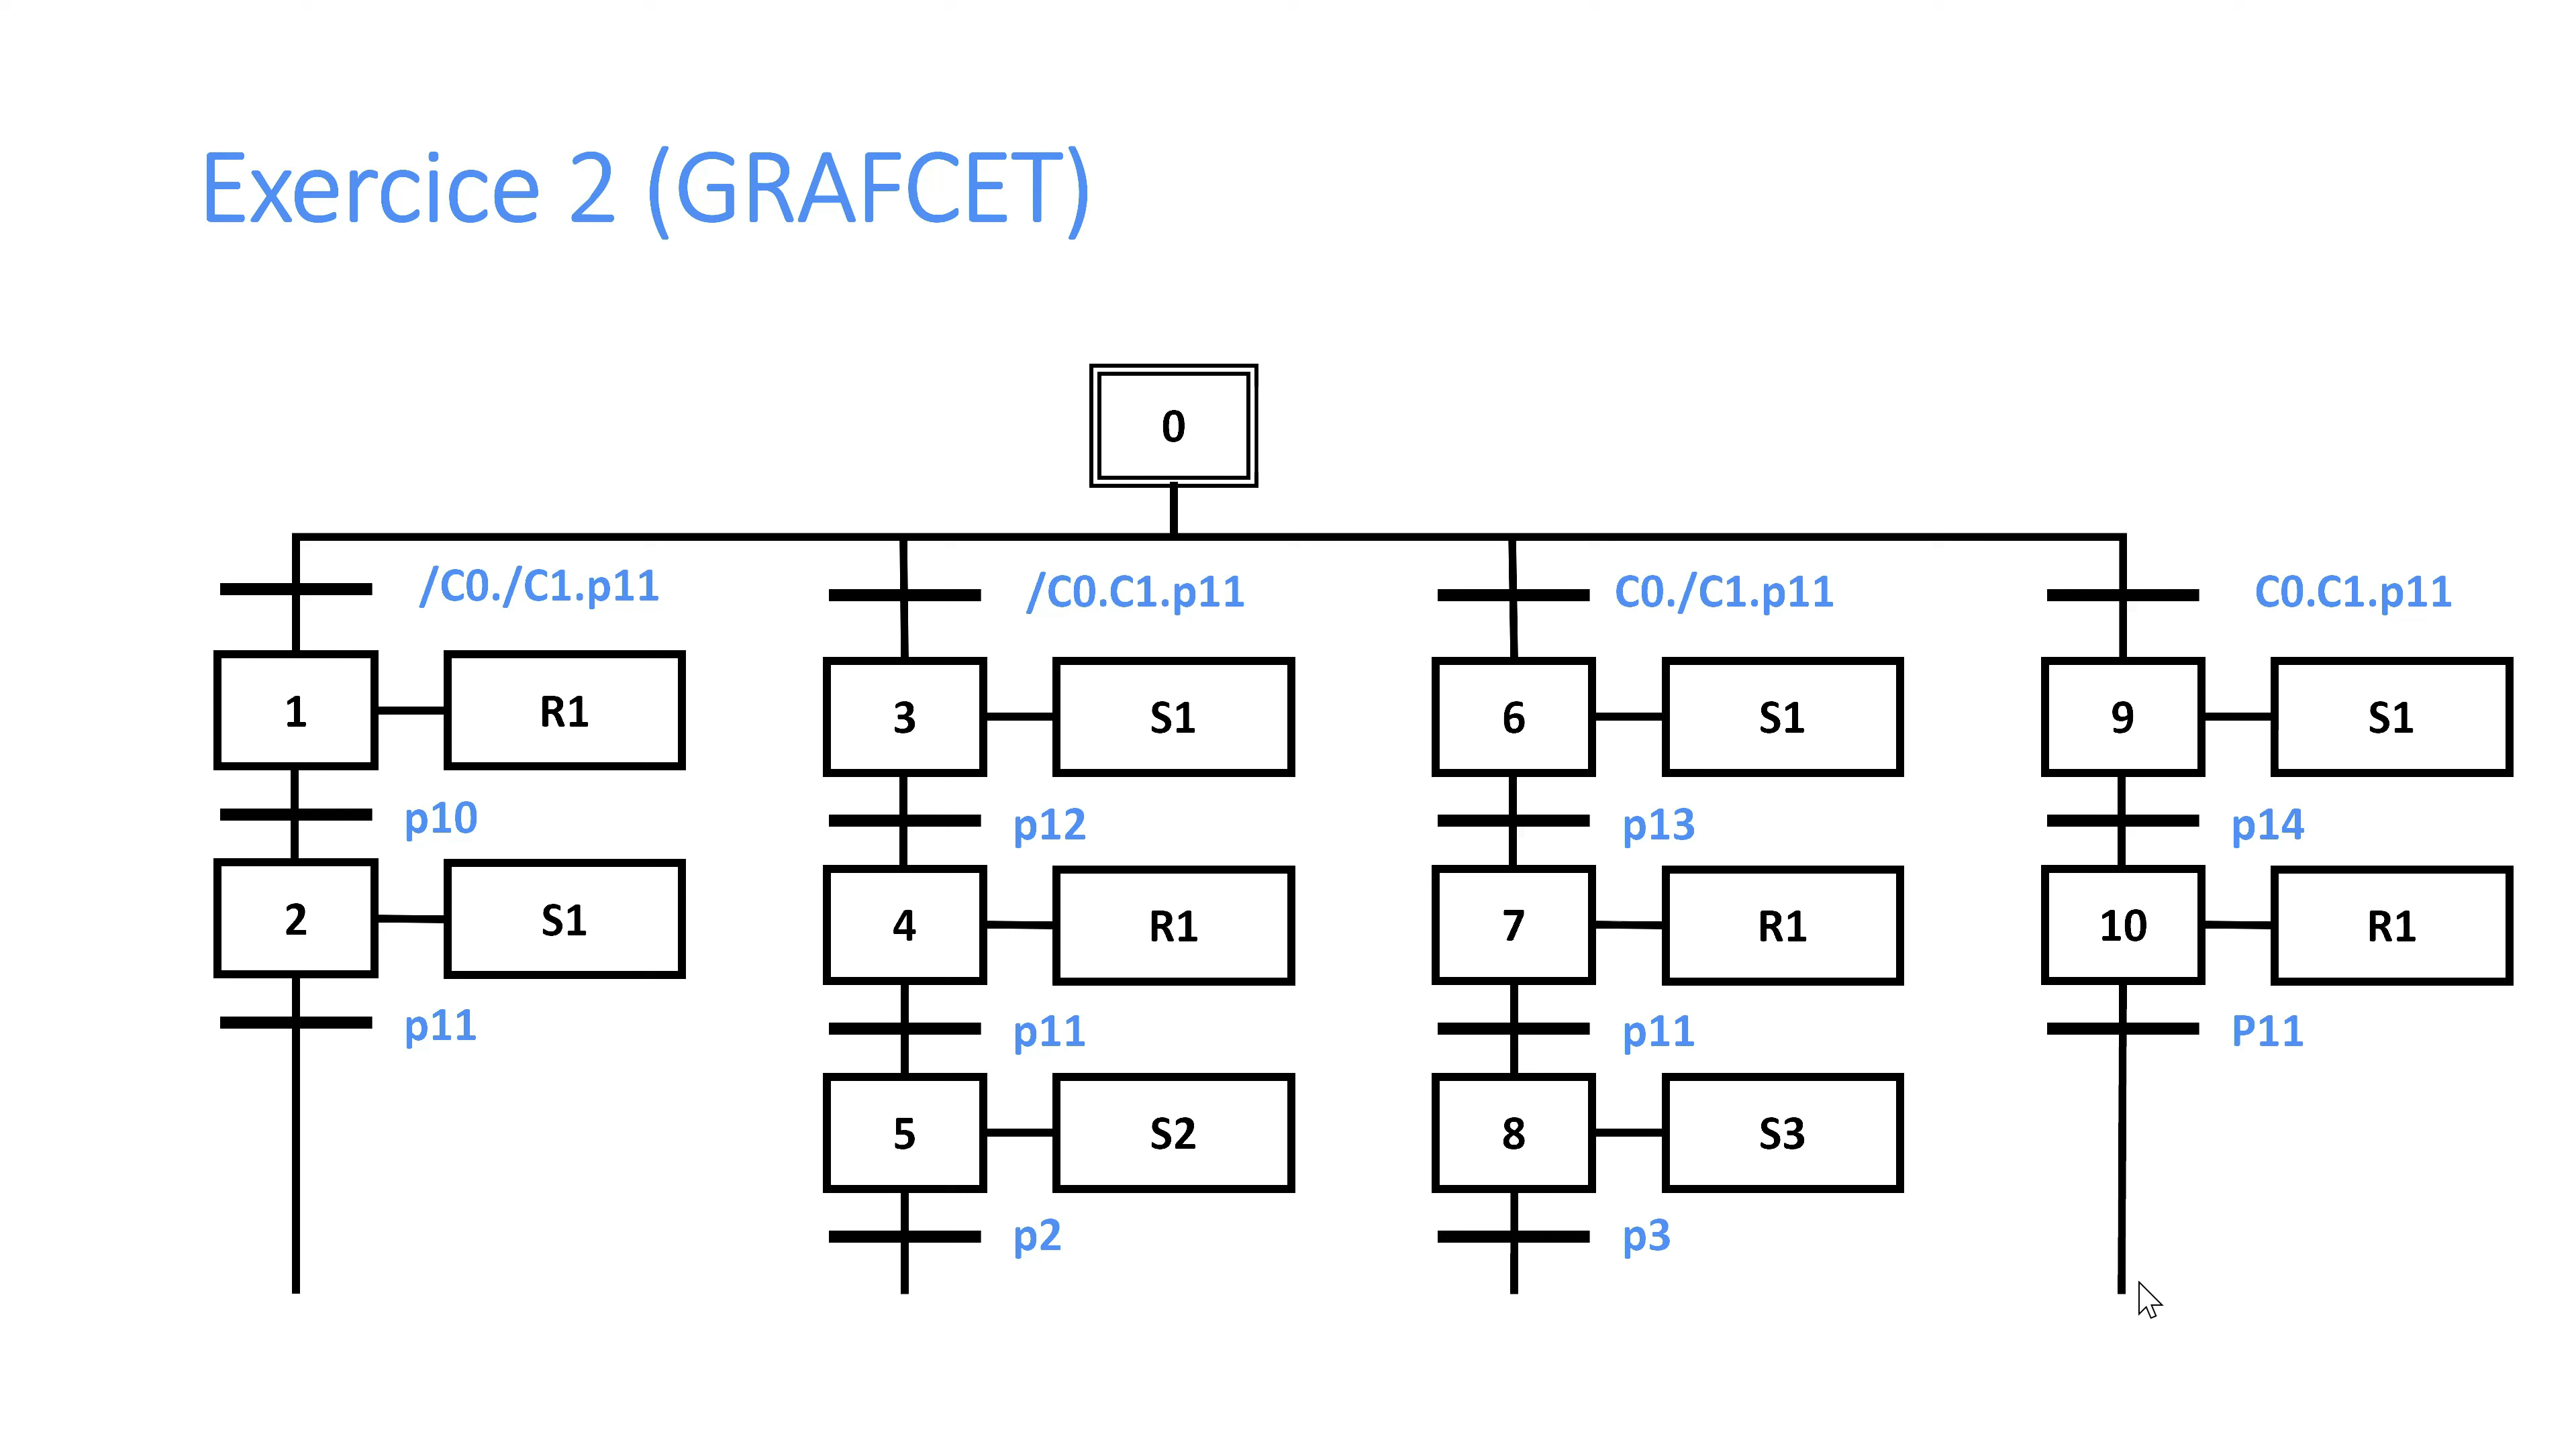 Exercice 2 (GRAFCET)
0
/C0./C1.p11
/C0.C1.p11
C0./C1.p11
C0.C1.p11
1
R1
3
S1
6
S1
9
S1
p10
p12
p13
p14
2
S1
4
R1
7
R1
10
R1
p11
p11
p11
P11
5
S2
8
S3
p2
p3